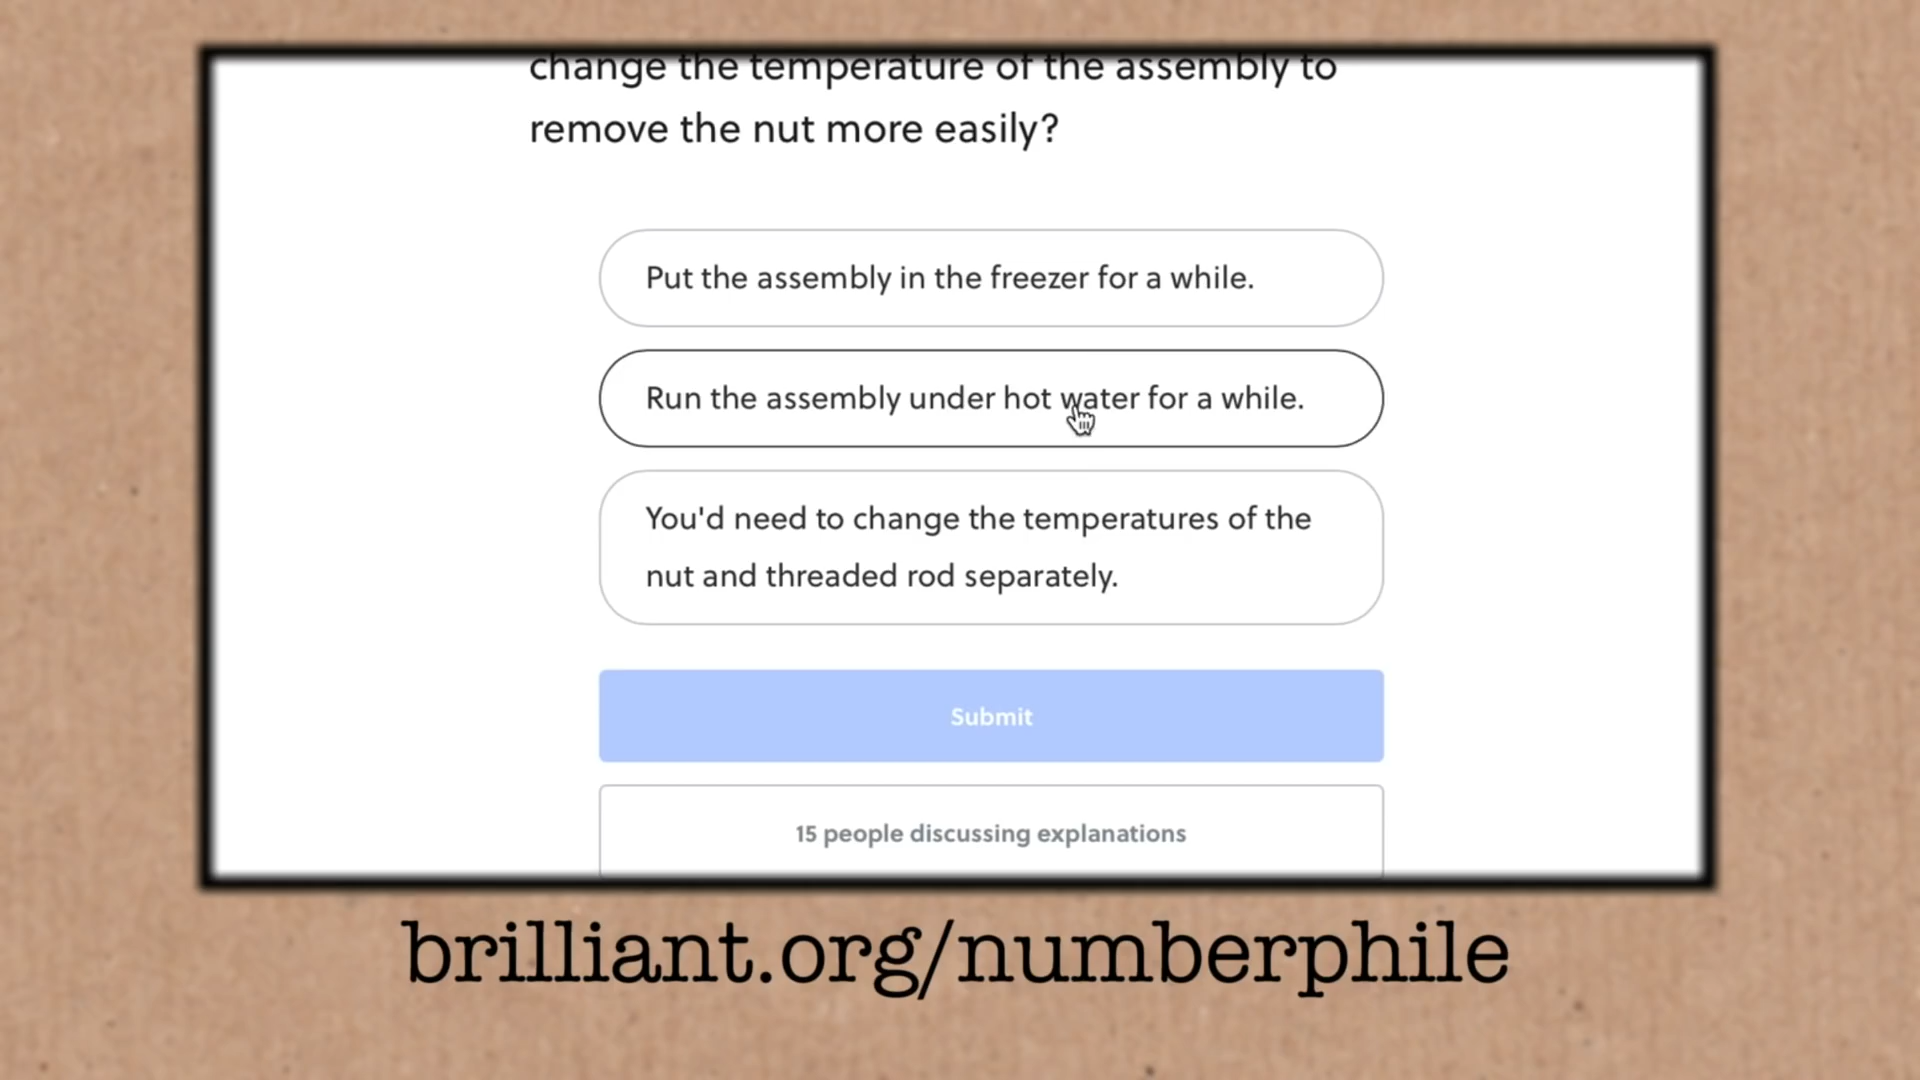 change the temperature of the assembly to
remove the nut more easily?
Put the assembly in the freezer for a while.
Run the assembly under hot water for a while.
You'd need to change the temperatures of the
nut and threaded rod separately.
Submit
15 people discussing explanations
brilliant.org/numberphile